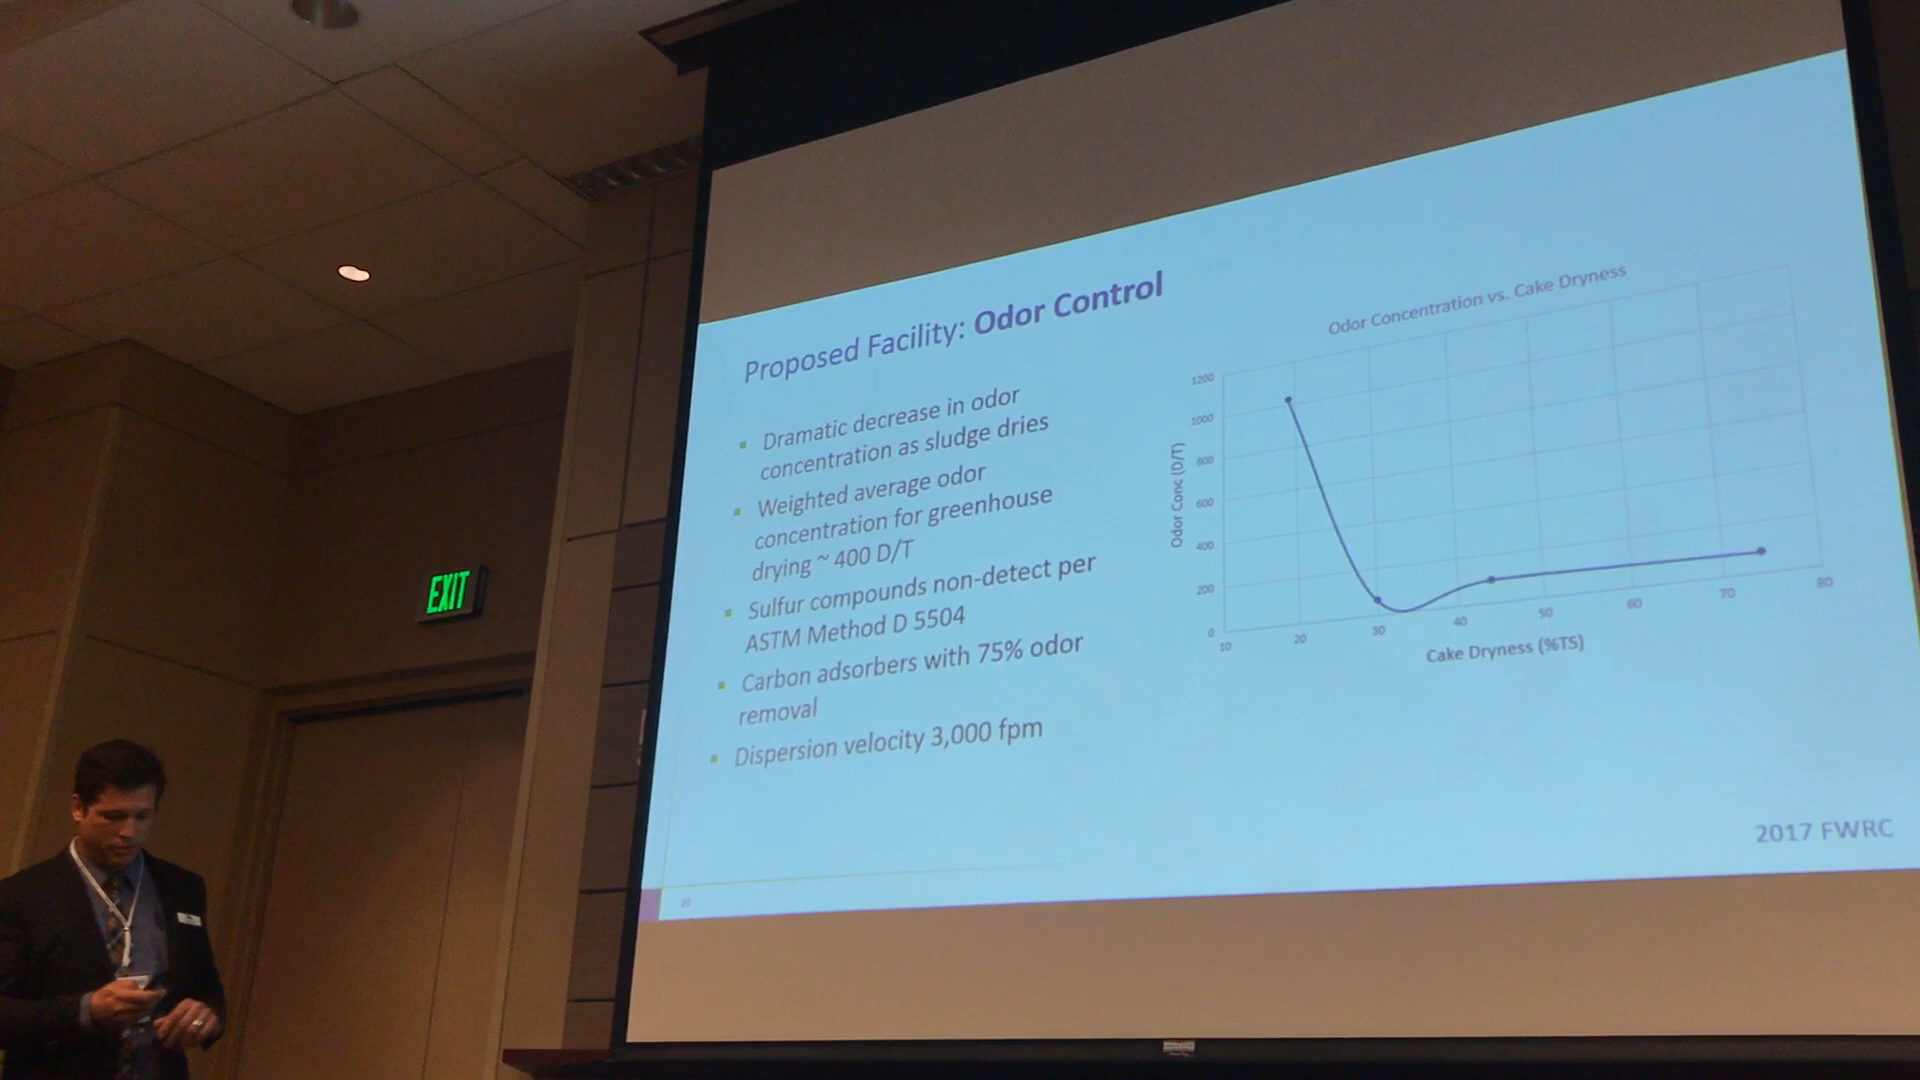 EXIT
Proposed Facility: Odor Control
Dramatic decrease in odor
concentration as sludge dries
Weighted average odor
concentration for greenhouse
drying ~ 400 D/T
Sulfur compounds non-detect per
ASTM Method D 5504
Carbon adsorbers with 75% odor
removal
Dispersion velocity 3,000 fpm
Odor Concentration vs. Cake Dryness
Odor Conc (D/T)
1200
1000
800
600
400
200
0
10 20 30 40 50 60 70 80
Cake Dryness (%TS)
2017 FWRC